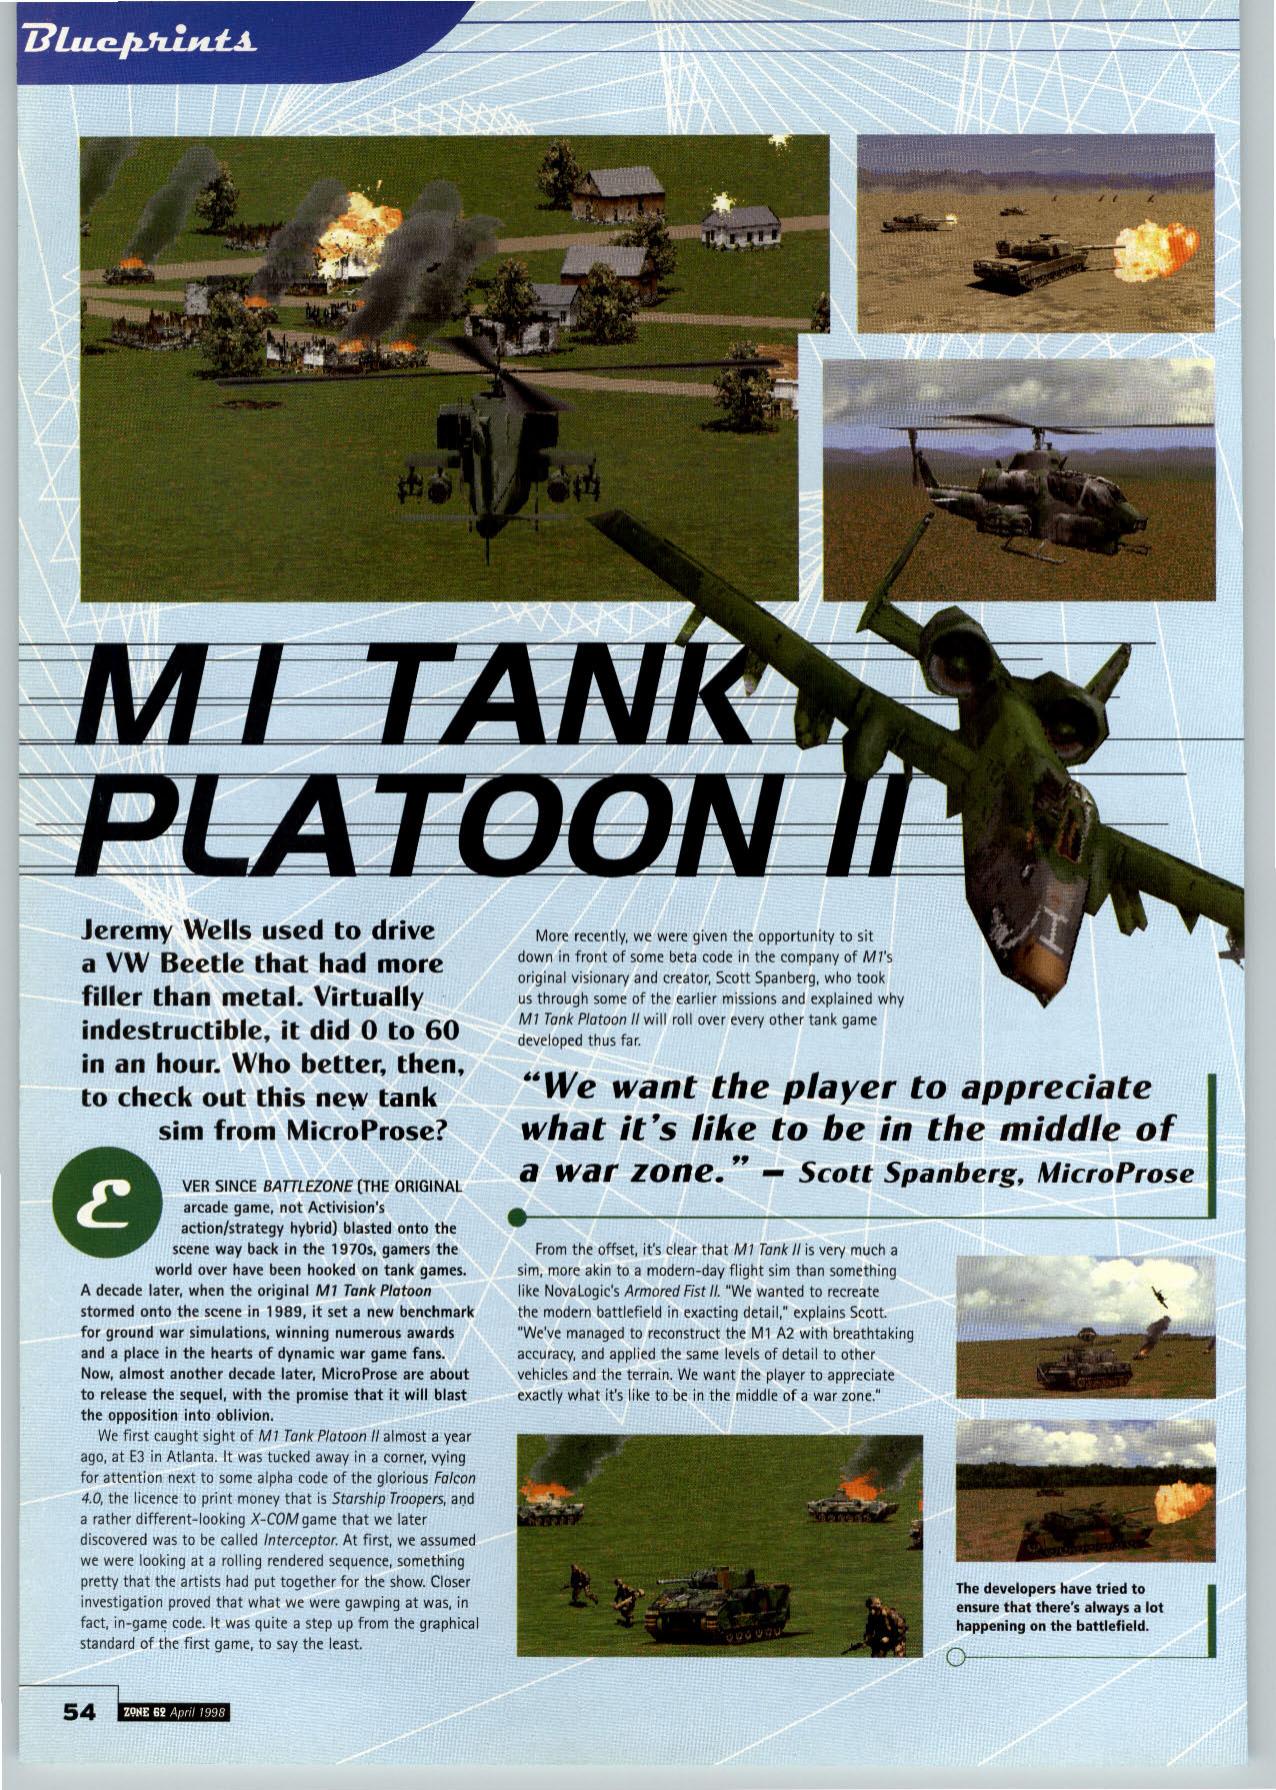 Blueprints
M1 TANK
PLATOON II
Jeremy Wells used to drive
a VW Beetle that had more
filler than metal. Virtually
indestructible, it did 0 to 60
in an hour. Who better, then,
to check out this new tank
sim from MicroProse?
EVER SINCE BATTLEZONE (THE ORIGINAL
arcade game, not Activision's
action/strategy hybrid) blasted onto the
scene way back in the 1970s, gamers the
world over have been hooked on tank games.
A decade later, when the original M1 Tank Platoon
stormed onto the scene in 1989, it set a new benchmark
for ground war simulations, winning numerous awards
and a place in the hearts of dynamic war game fans.
Now, almost another decade later, MicroProse are about
to release the sequel, with the promise that it will blast
the opposition into oblivion.
We first caught sight of M1 Tank Platoon II almost a year
ago, at E3 in Atlanta. It was tucked away in a corner, vying
for attention next to some alpha code of the glorious Falcon
4.0, the licence to print money that is Starship Troopers, and
a rather different-looking X-COM game that we later
discovered was to be called Interceptor. At first, we assumed
we were looking at a rolling rendered sequence, something
pretty that the artists had put together for the show. Closer
investigation proved that what we were gawping at was, in
fact, in-game code. It was quite a step up from the graphical
standard of the first game, to say the least.
More recently, we were given the opportunity to sit
down in front of some beta code in the company of M1's
original visionary and creator, Scott Spanberg, who took
us through some of the earlier missions and explained why
M1 Tank Platoon II will roll over every other tank game
developed thus far.
"We want the player to appreciate
what it's like to be in the middle of
a war zone." – Scott Spanberg, MicroProse
From the offset, it's clear that M1 Tank II is very much a
sim, more akin to a modern-day flight sim than something
like NovaLogic's Armored Fist II. "We wanted to recreate
the modern battlefield in exacting detail," explains Scott.
"We've managed to reconstruct the M1 A2 with breathtaking
accuracy, and applied the same levels of detail to other
vehicles and the terrain. We want the player to appreciate
exactly what it's like to be in the middle of a war zone."
The developers have tried to
ensure that there's always a lot
happening on the battlefield.
54 ZONE 62 April 1998